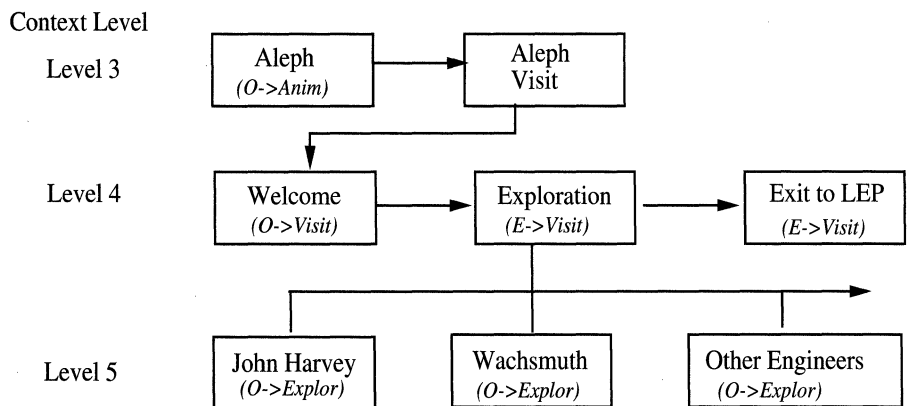 Context Level
Level 3
Aleph
(O->Anim)
Aleph
Visit
Level 4
Welcome
(O->Visit)
Exploration
(E->Visit)
Exit to LEP
(E->Visit)
Level 5
John Harvey
(O->Explor)
Wachsmuth
(O->Explor)
Other Engineers
(O->Explor)